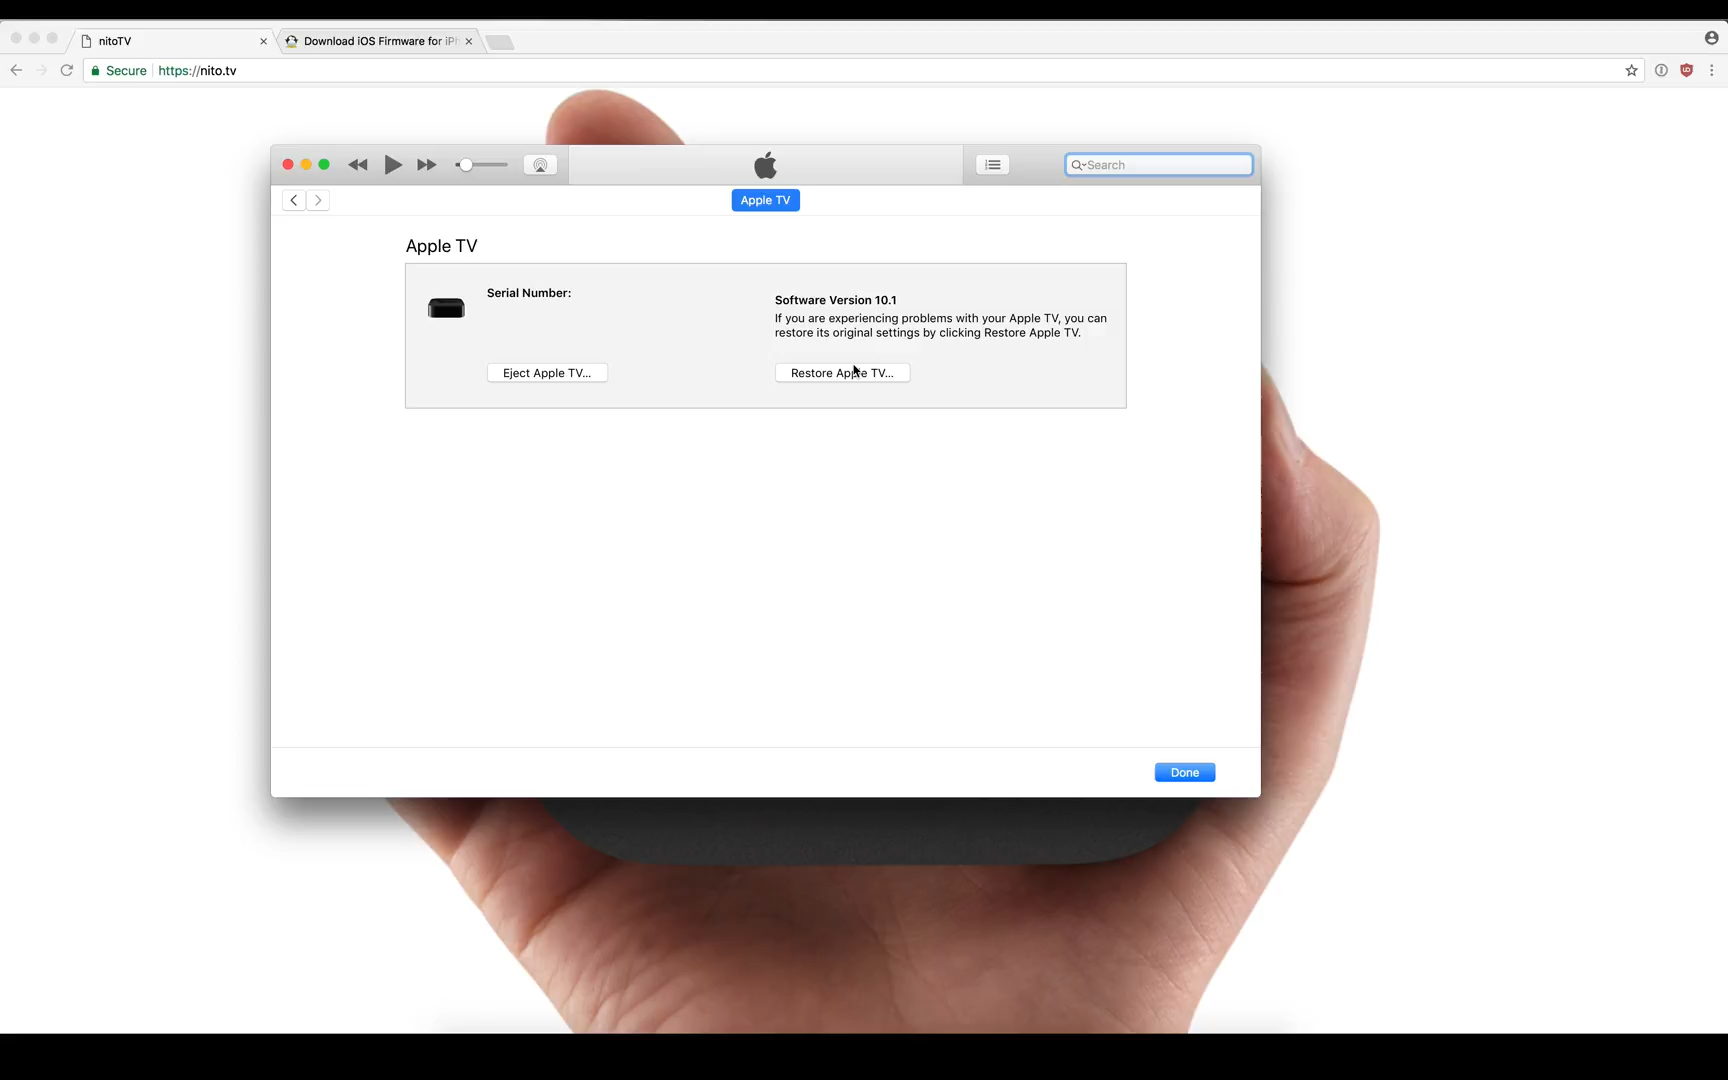 nitoTV
Download iOS Firmware for iPh
Secure
https://nito.tv
Search
Apple TV
Apple TV
Serial Number:
Software Version 10.1
If you are experiencing problems with your Apple TV, you can
restore its original settings by clicking Restore Apple TV.
Eject Apple TV...
Restore Apple TV...
Done